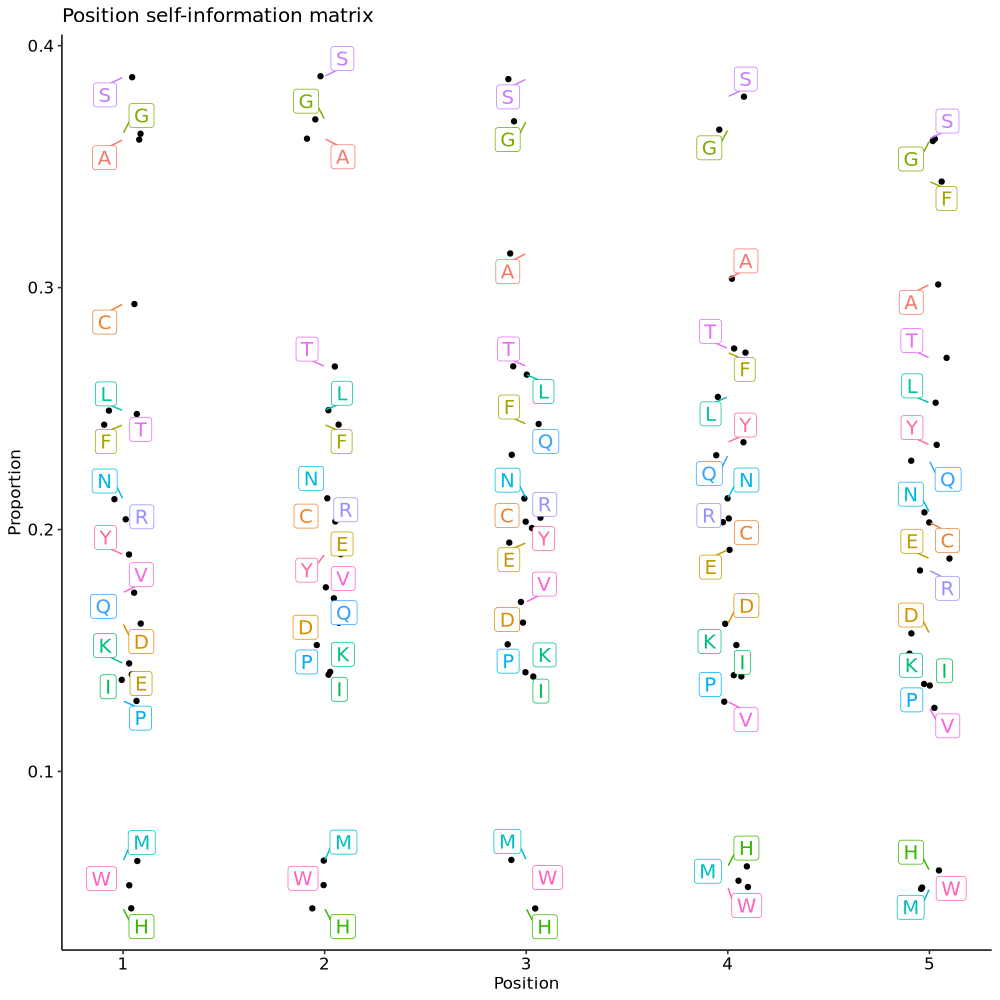 Position self-information matrix
0.4
0.3
0.2
0.1
Proportion
S
G
A
C
L
T
F
N
R
Y
V
Q
D
K
I
E
P
M
W
H
S
G
A
T
L
F
N
C
R
E
Y
V
Q
D
P
K
I
M
W
H
S
G
A
T
L
F
Q
N
R
C
Y
E
V
D
P
K
I
M
W
H
S
G
A
T
F
L
Y
Q
N
R
C
E
D
K
I
P
V
H
M
W
S
G
F
A
T
L
Y
Q
N
C
E
R
D
K
I
P
V
H
W
M
1
2
3
4
5
Position